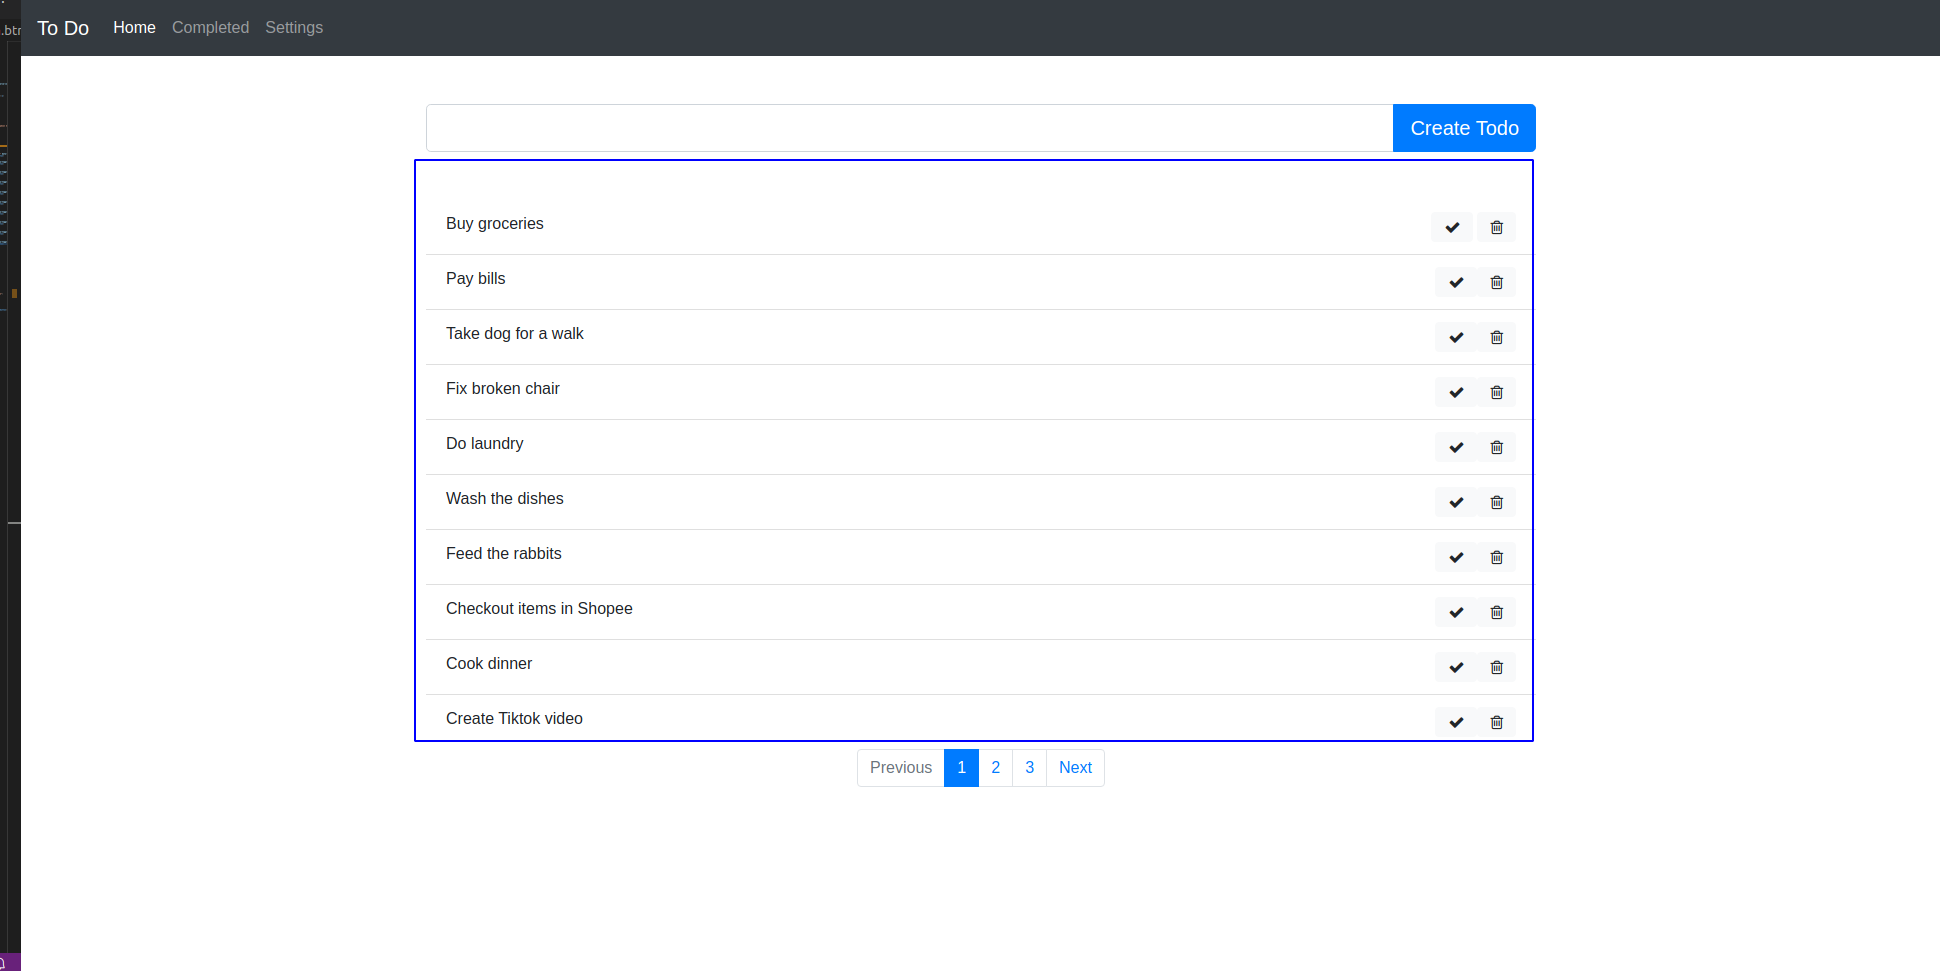 To Do Home Completed Settings
.btn
Create Todo
Buy groceries
Pay bills
Take dog for a walk
Fix broken chair
Do laundry
Wash the dishes
Feed the rabbits
Checkout items in Shopee
Cook dinner
Create Tiktok video
Previous 1 2 3 Next